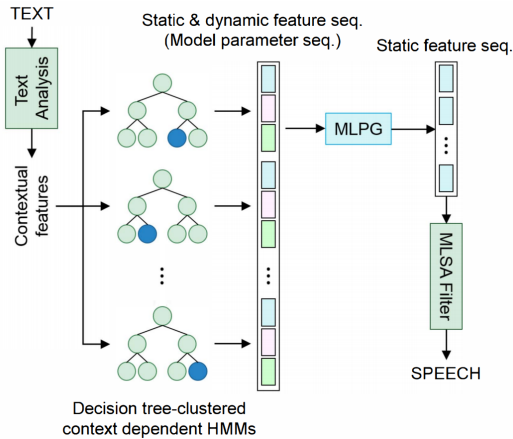 TEXT
Text
Analysis
Contextual
features
Static & dynamic feature seq.
(Model parameter seq.)
MLPG
Static feature seq.
MLSA Filter
SPEECH
Decision tree-clustered
context dependent HMMs